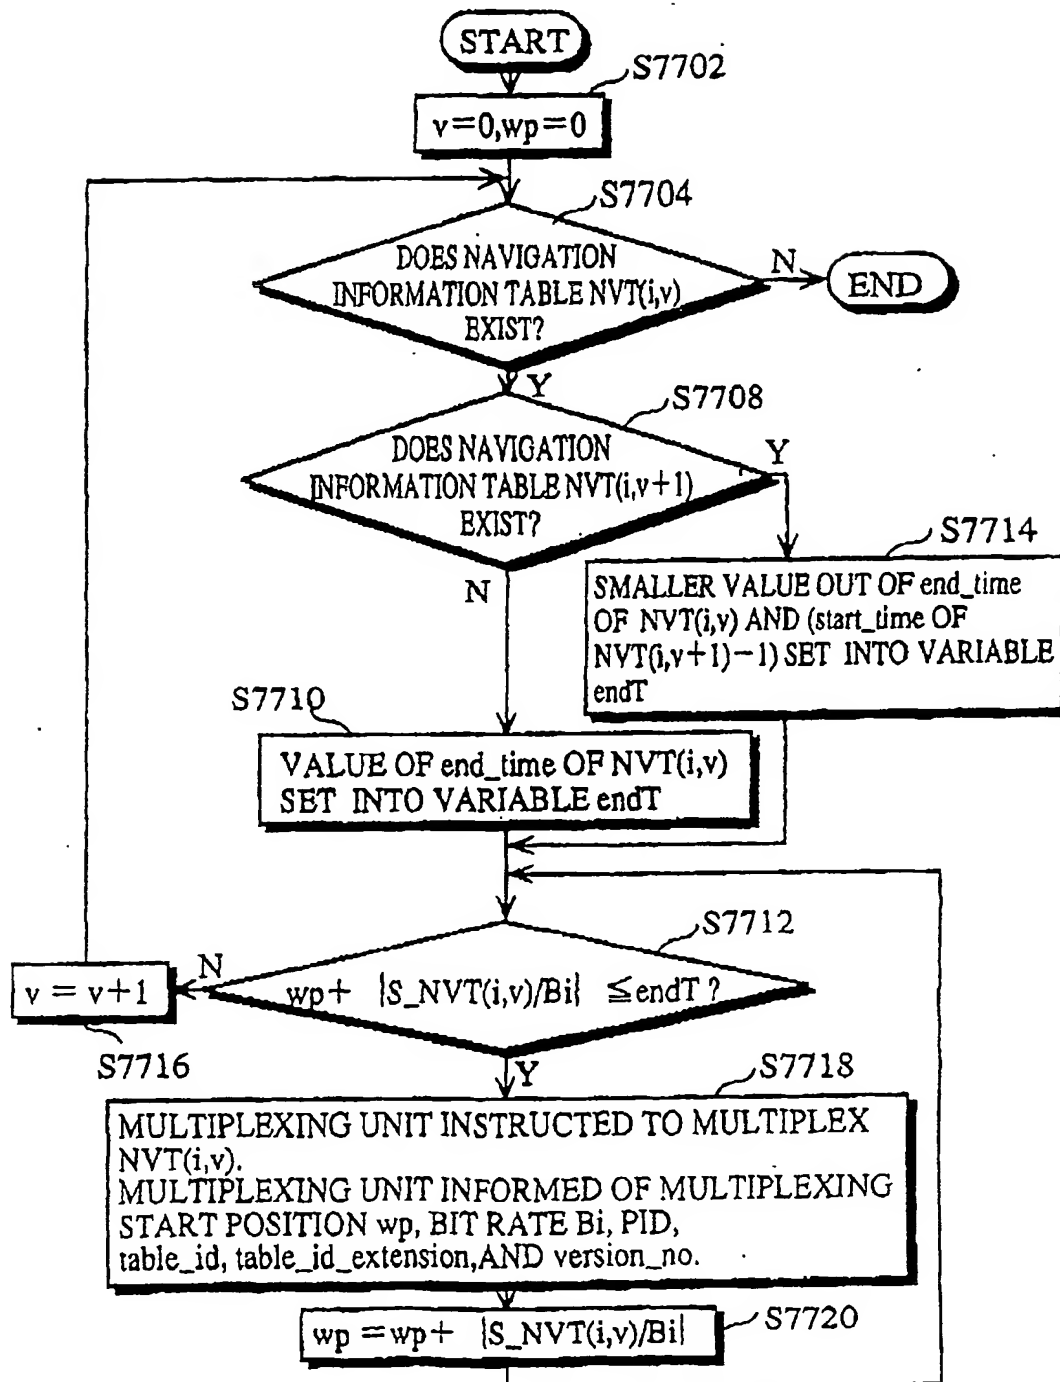 START
S7702
v=0,wp=0
S7704
DOES NAVIGATION
INFORMATION TABLE NVT(i,v)
EXIST?
N
END
Y
S7708
DOES NAVIGATION
INFORMATION TABLE NVT(i,v+1)
EXIST?
Y
N
S7714
SMALLER VALUE OUT OF end_time
OF NVT(i,v) AND (start_time OF
NVT(i,v+1)-1) SET INTO VARIABLE
endT
S7710
VALUE OF end_time OF NVT(i,v)
SET INTO VARIABLE endT
S7712
wp+ |S_NVT(i,v)/Bi| ≦endT ?
N
v = v+1
S7716
Y
S7718
MULTIPLEXING UNIT INSTRUCTED TO MULTIPLEX
NVT(i,v).
MULTIPLEXING UNIT INFORMED OF MULTIPLEXING
START POSITION wp, BIT RATE Bi, PID,
table_id, table_id_extension,AND version_no.
S7720
wp =wp+ |S_NVT(i,v)/Bi|